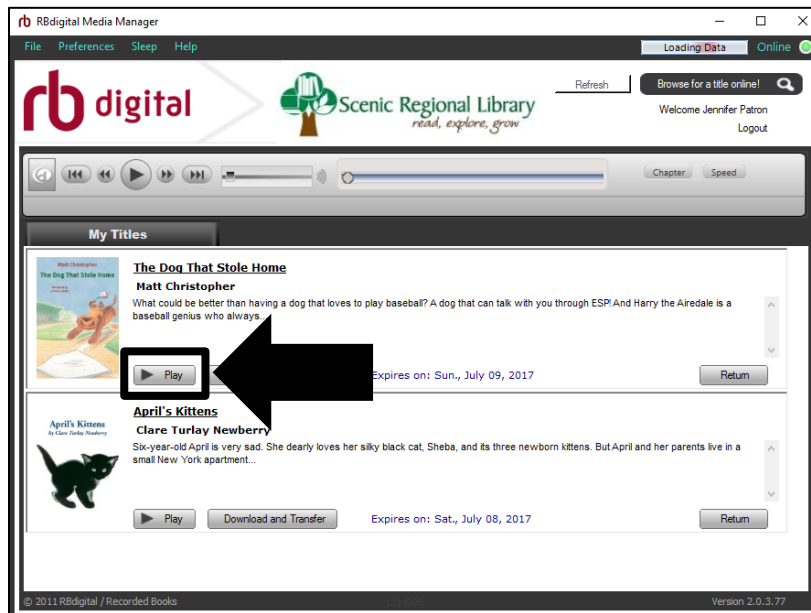 RBdigital Media Manager
File Preferences Sleep Help Loading Data Online
rb digital
Scenic Regional Library
read, explore, grow
Refresh
Browse for a title online!
Welcome Jennifer Patron
Logout
Chapter Speed
My Titles
Matt Christopher
The Dog That Stole Home
The Dog That Stole Home
Matt Christopher
What could be better than having a dog that loves to play baseball? A dog that can talk with you through ESP! And Harry the Airedale is a
baseball genius who always...
Play
Expires on: Sun., July 09, 2017
Return
April's Kittens
by Clare Turlay Newberry
April's Kittens
Clare Turlay Newberry
Six-year-old April is very sad. She dearly loves her silky black cat, Sheba, and its three newborn kittens. But April and her parents live in a
small New York apartment...
Play Download and Transfer Expires on: Sat., July 08, 2017 Return
© 2011 RBdigital / Recorded Books
Version 2.0.3.77